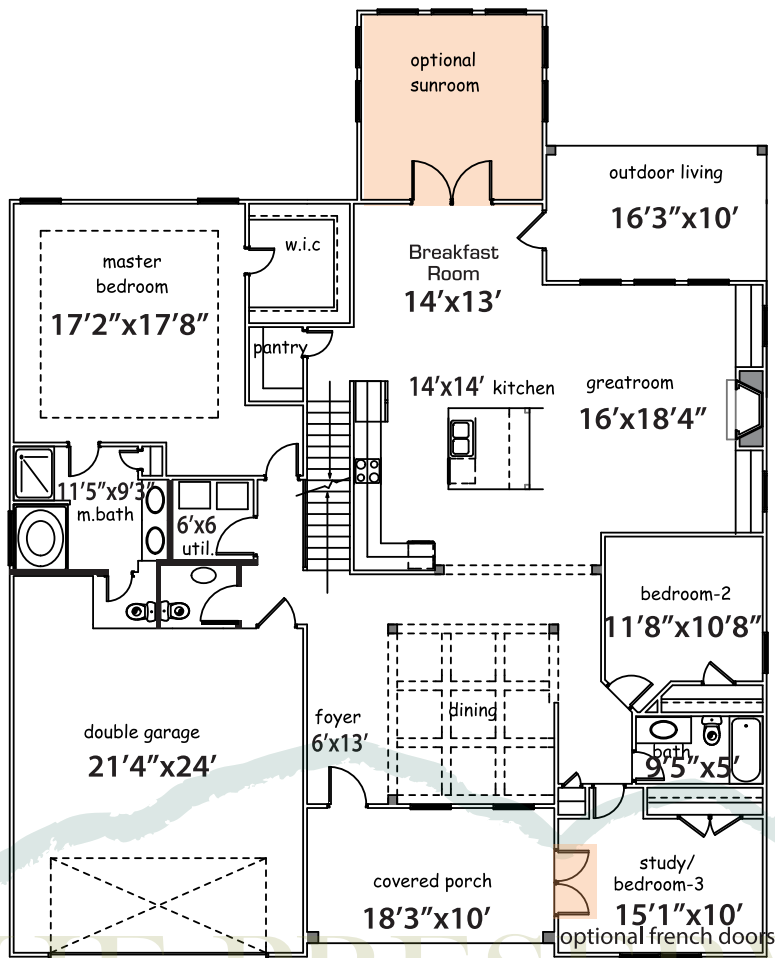 optional
sunroom
outdoor living
16'3"x10'
w.i.c
Breakfast
Room
14'x13'
master
bedroom
17'2"x17'8"
pantry
14'x14' kitchen
greatroom
16'x18'4"
11'5"x9'3"
m.bath
6'x6
util.
bedroom-2
11'8"x10'8"
dining
foyer
6'x13'
double garage
21'4"x24'
bath
9'5"x5'
covered porch
18'3"x10'
study/
bedroom-3
15'1"x10'
optional french doors